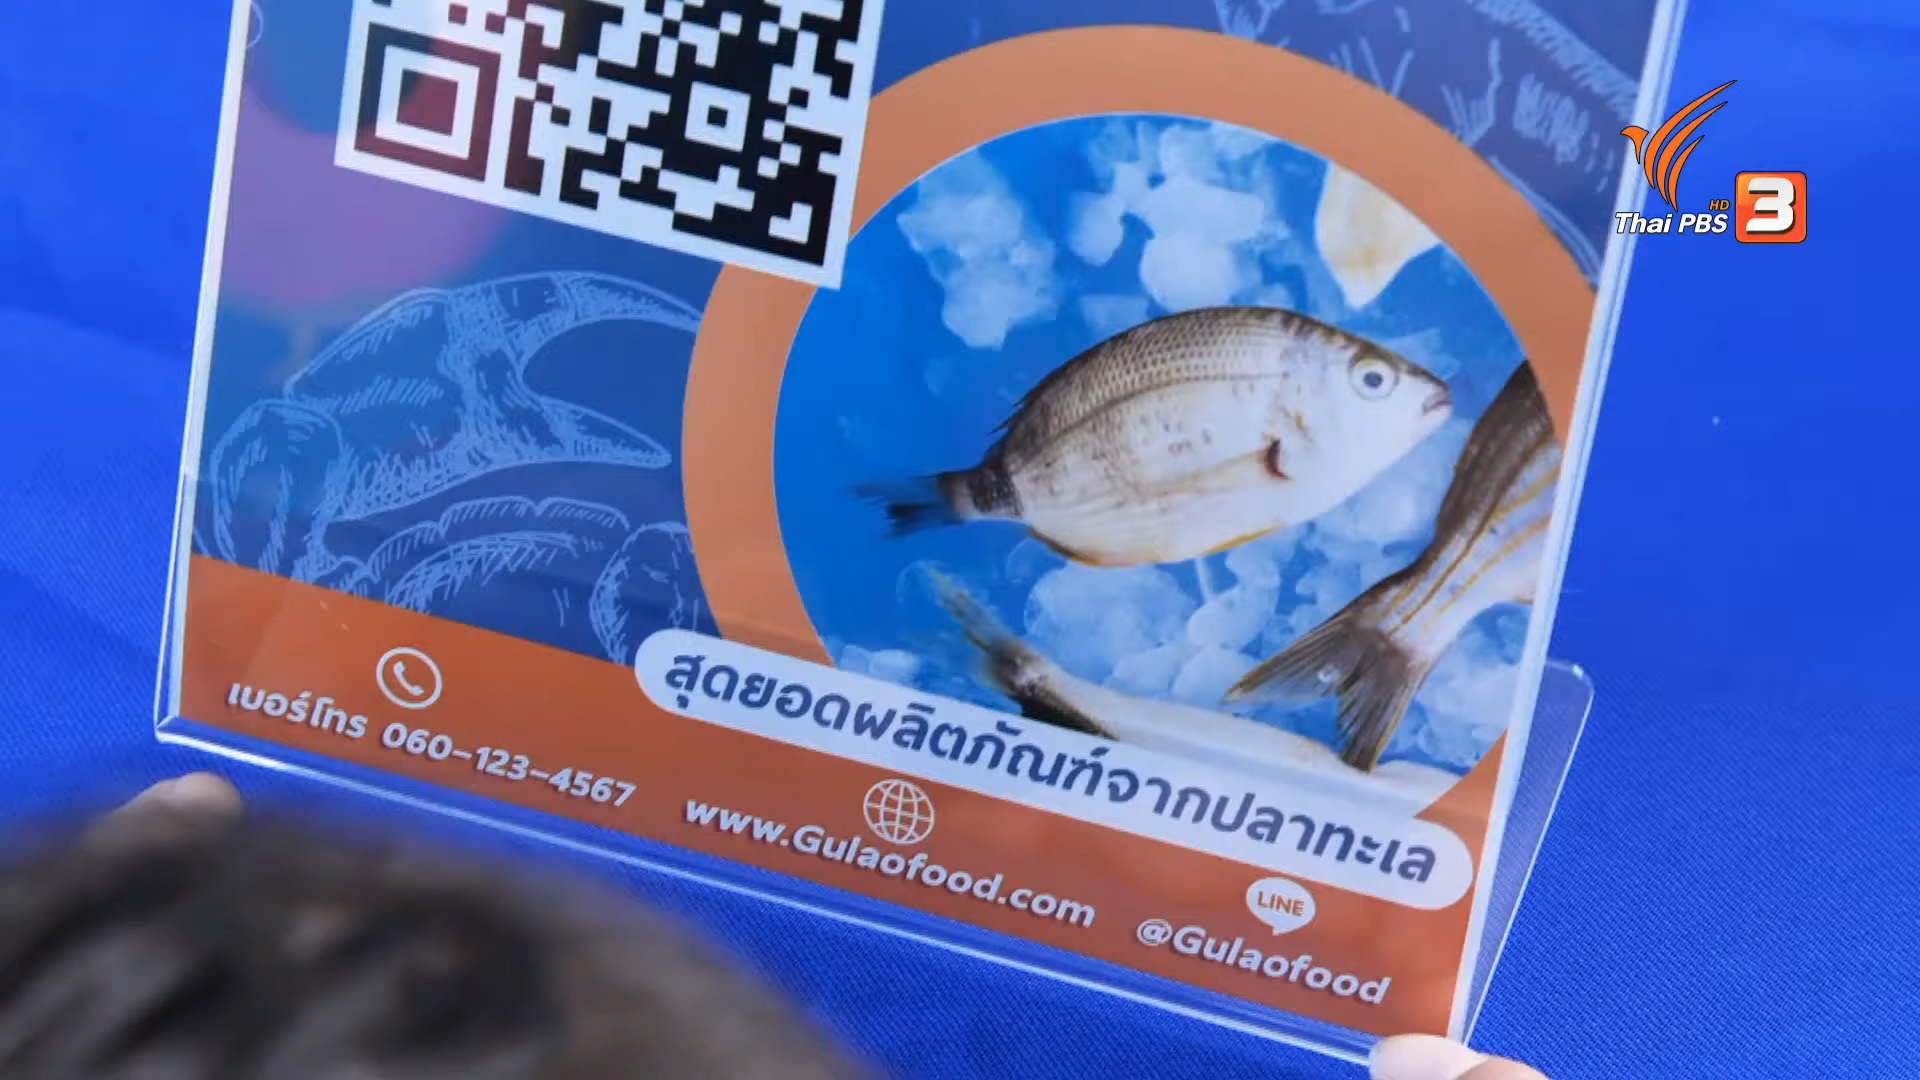 HD
Thai PBS 3
สุดยอดผลิตภัณฑ์จากปลาทะเล
เบอร์โทร 060-123-4567
www.Gulaofood.com
LINE
@Gulaofood